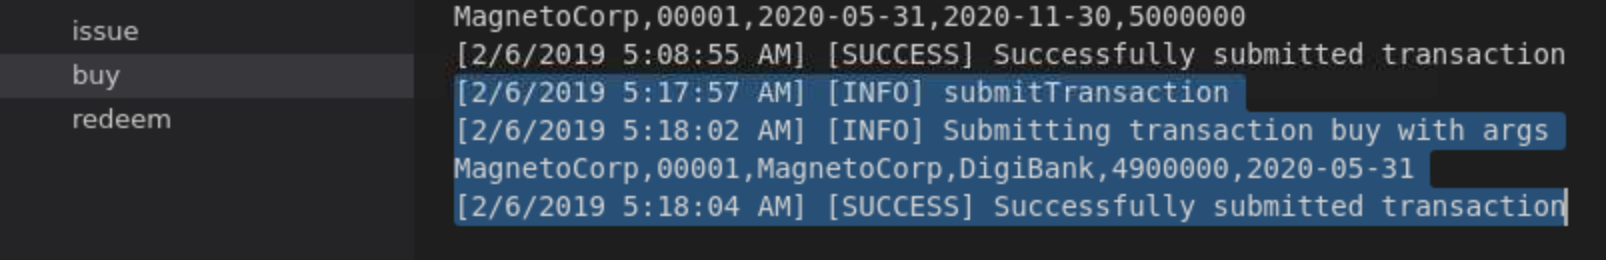 issue
buy
redeem
MagnetoCorp,00001,2020-05-31,2020-11-30,5000000
[2/6/2019 5:08:55 AM] [SUCCESS] Successfully submitted transaction
[2/6/2019 5:17:57 AM] [INFO] submitTransaction
[2/6/2019 5:18:02 AM] [INFO] Submitting transaction buy with args
MagnetoCorp,00001,MagnetoCorp,DigiBank,4900000,2020-05-31
[2/6/2019 5:18:04 AM] [SUCCESS] Successfully submitted transaction